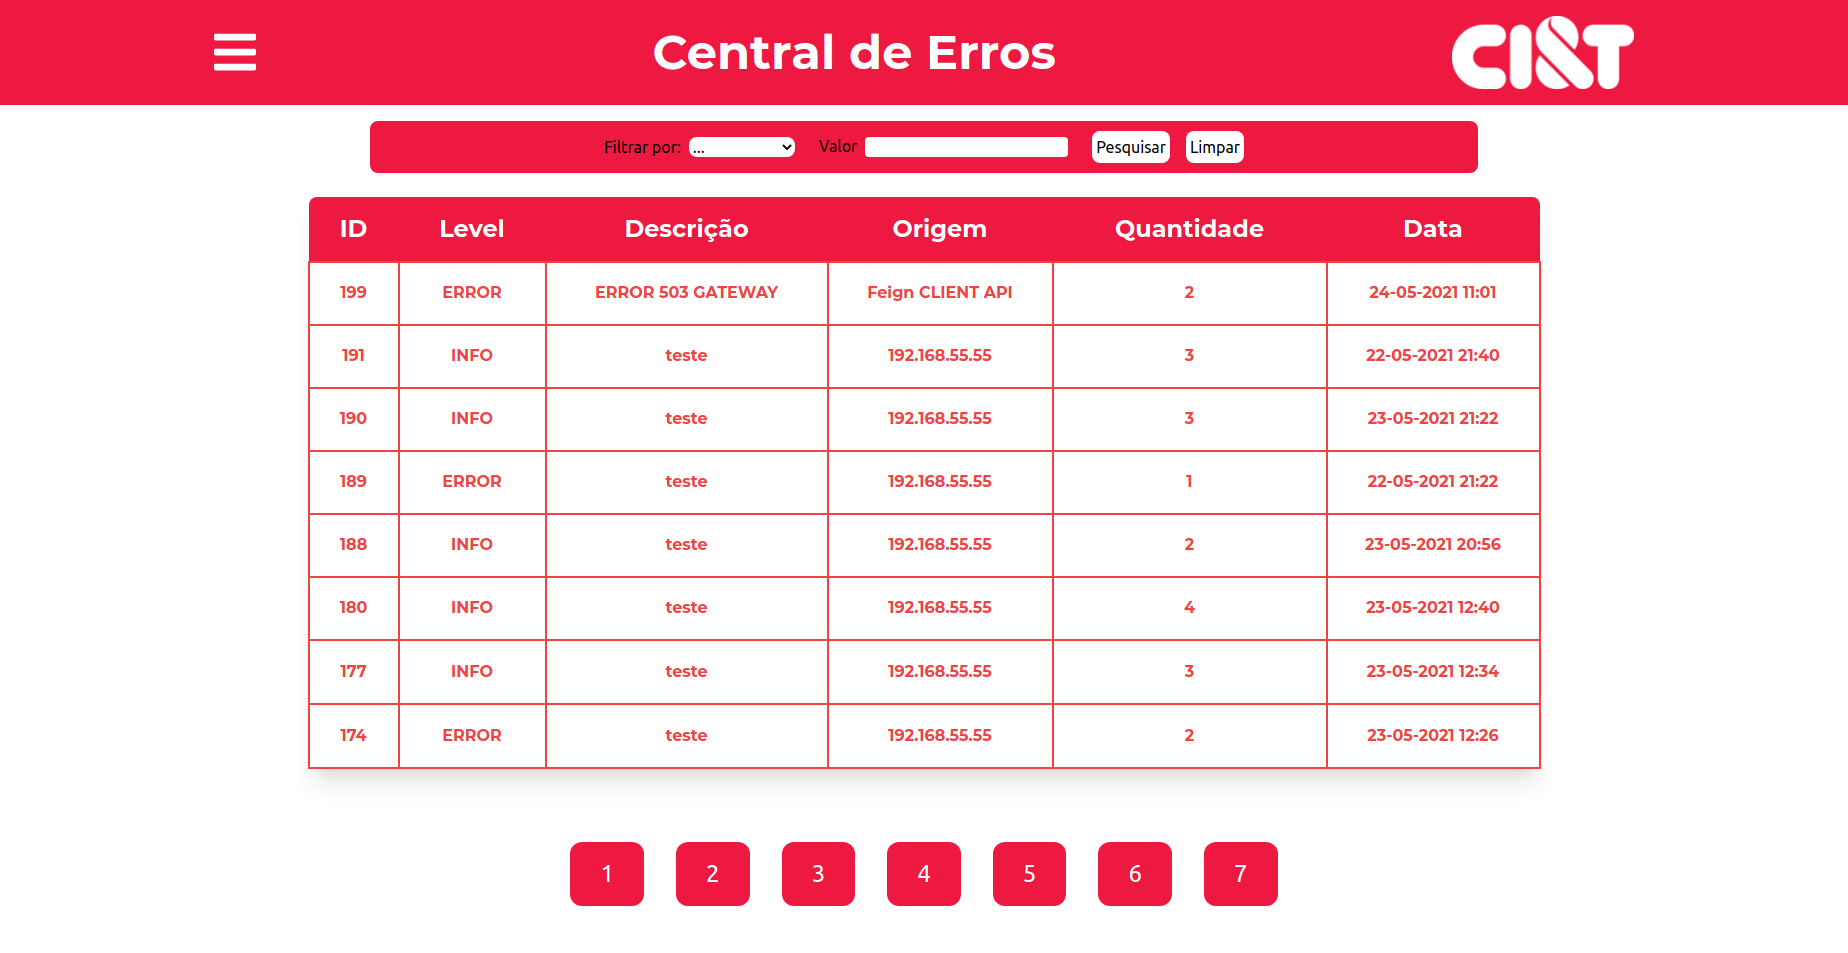 Central de Erros
CI&T
Filtrar por: ... Valor Pesquisar Limpar
ID Level Descrição Origem Quantidade Data
199 ERROR ERROR 503 GATEWAY Feign CLIENT API 2 24-05-2021 11:01
191 INFO teste 192.168.55.55 3 22-05-2021 21:40
190 INFO teste 192.168.55.55 3 23-05-2021 21:22
189 ERROR teste 192.168.55.55 1 22-05-2021 21:22
188 INFO teste 192.168.55.55 2 23-05-2021 20:56
180 INFO teste 192.168.55.55 4 23-05-2021 12:40
177 INFO teste 192.168.55.55 3 23-05-2021 12:34
174 ERROR teste 192.168.55.55 2 23-05-2021 12:26
1 2 3 4 5 6 7